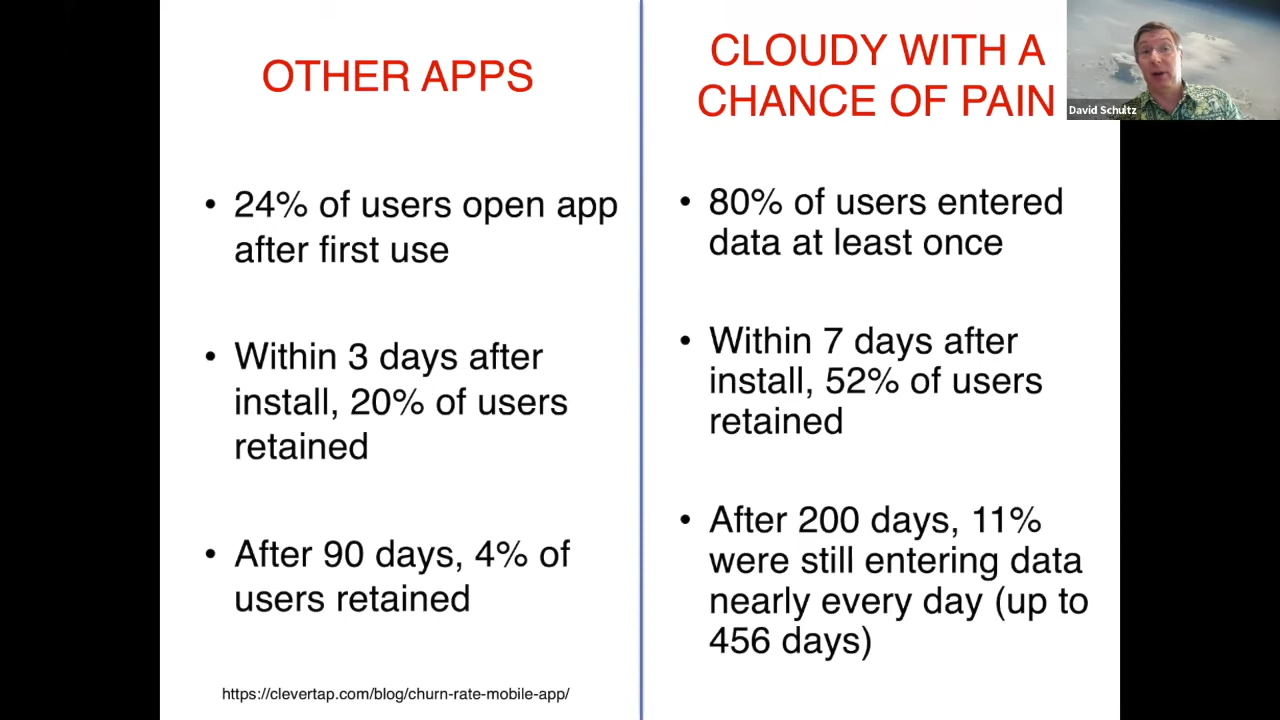 OTHER APPS
• 24% of users open app
after first use
• Within 3 days after
install, 20% of users
retained
• After 90 days, 4% of
users retained
https://clevertap.com/blog/churn-rate-mobile-app/
CLOUDY WITH A
CHANCE OF PAIN
• 80% of users entered
data at least once
• Within 7 days after
install, 52% of users
retained
• After 200 days, 11%
were still entering data
nearly every day (up to
456 days)
David Schultz